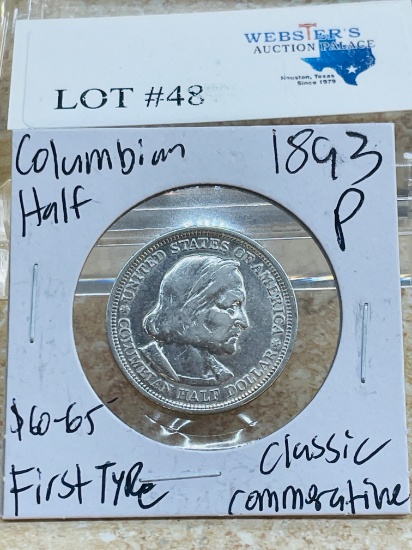 WEBSTER'S
AUCTION PALACE
Houston, Texas
Since 1979
LOT #48
Columbian
Half
1893
P
UNITED STATES OF AMERICA
COLUMBIAN HALF DOLLAR
$60-65
First Type
Classic
commerative